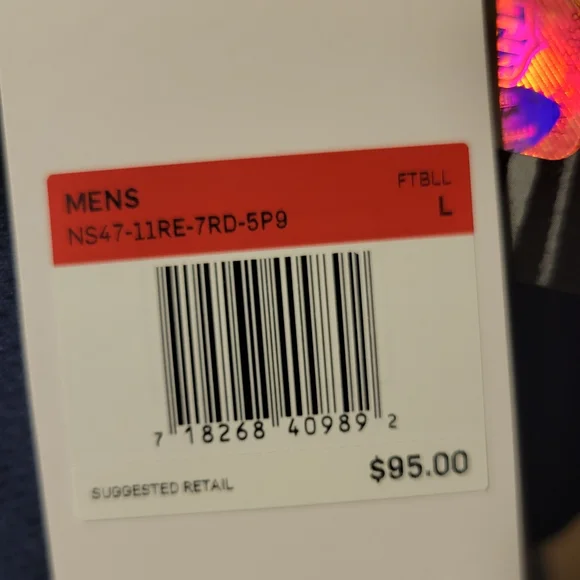 MENS
FTBLL
NS47-11RE-7RD-5P9
L
7 18268 40989 2
$95.00
SUGGESTED RETAIL